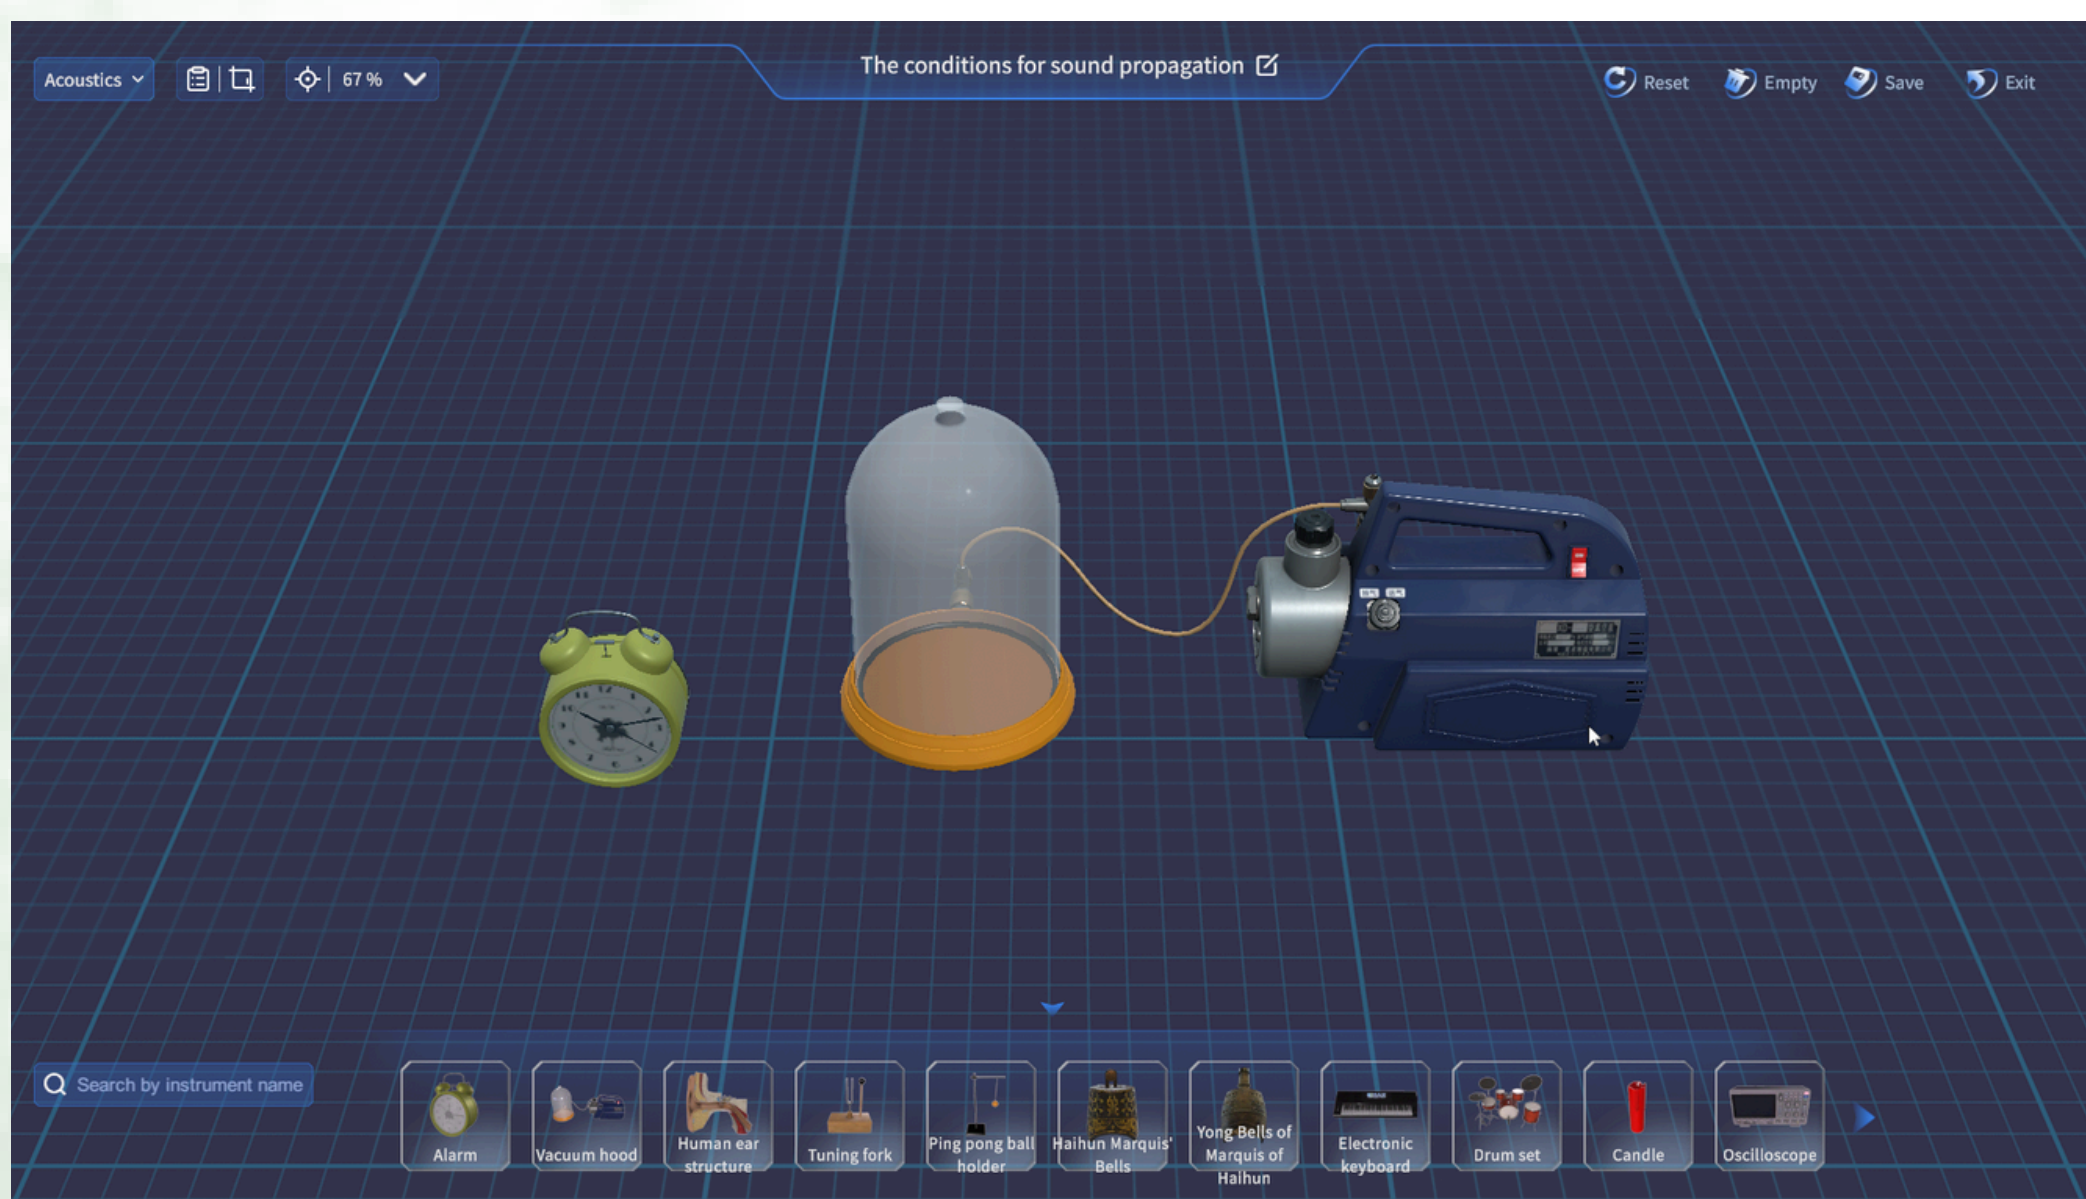 The conditions for sound propagation
Acoustics
67 %
Reset
Empty
Save
Exit
Search by instrument name
Alarm
Vacuum hood
Human ear
structure
Tuning fork
Ping pong ball
holder
Haihun Marquis'
Bells
Yong Bells of
Marquis of
Haihun
Electronic
keyboard
Drum set
Candle
Oscilloscope